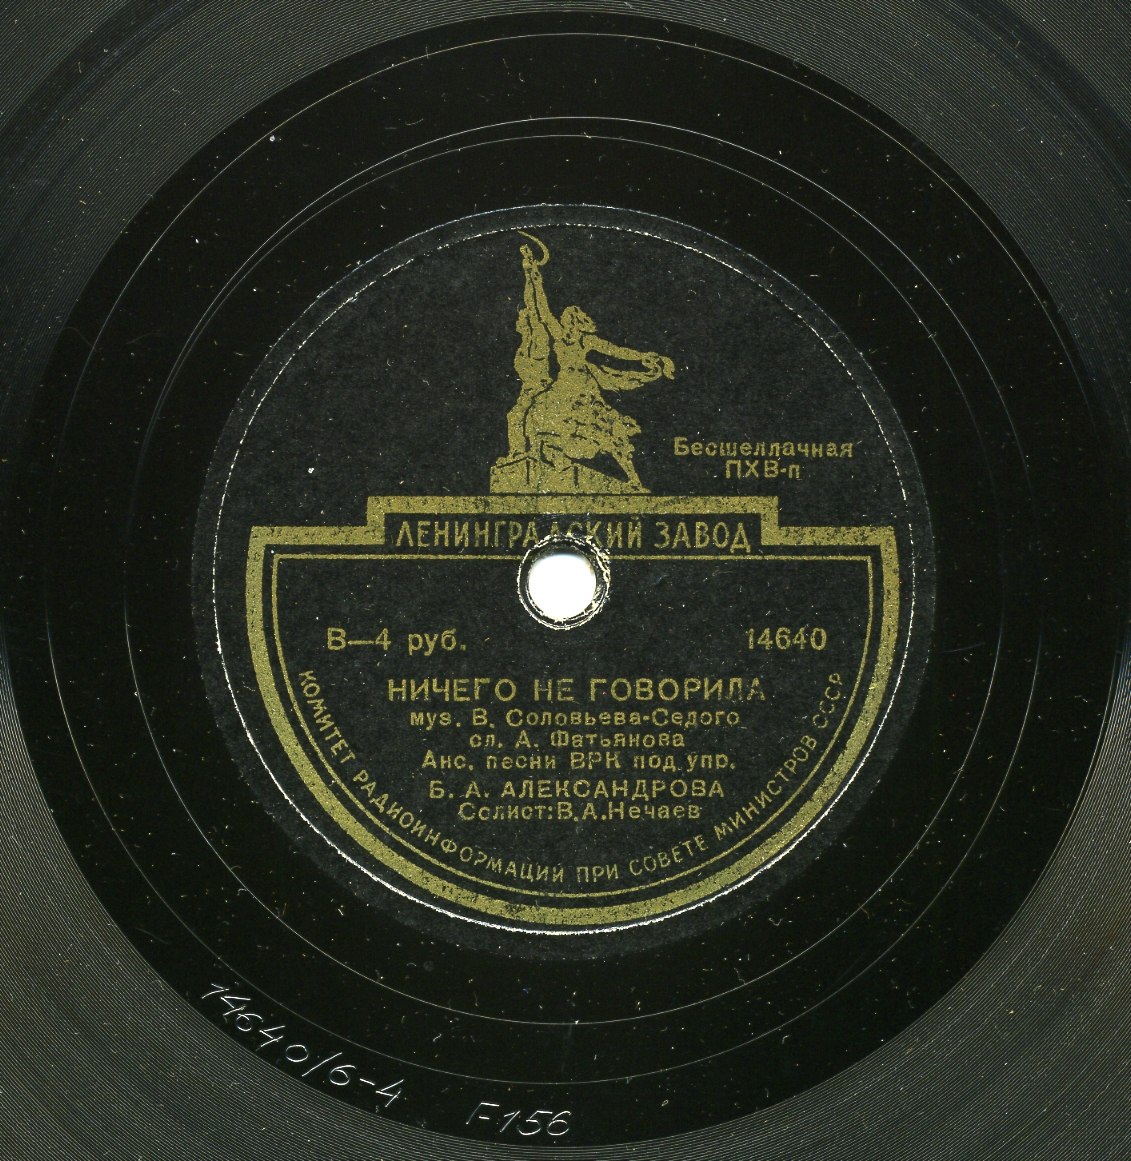 Бесшеллачная
ПХВ-п
ЛЕНИНГРАДСКИЙ ЗАВОД
В—4 руб.
14640
НИЧЕГО НЕ ГОВОРИЛА
муз. В. Соловьева-Седого
сл. А. Фатьянова
Анс. песни ВРК под упр.
Б. А. АЛЕКСАНДРОВА
Солист: В. А. Нечаев
КОМИТЕТ РАДИОИНФОРМАЦИИ ПРИ СОВЕТЕ МИНИСТРОВ СССР
14640/6-4
F156